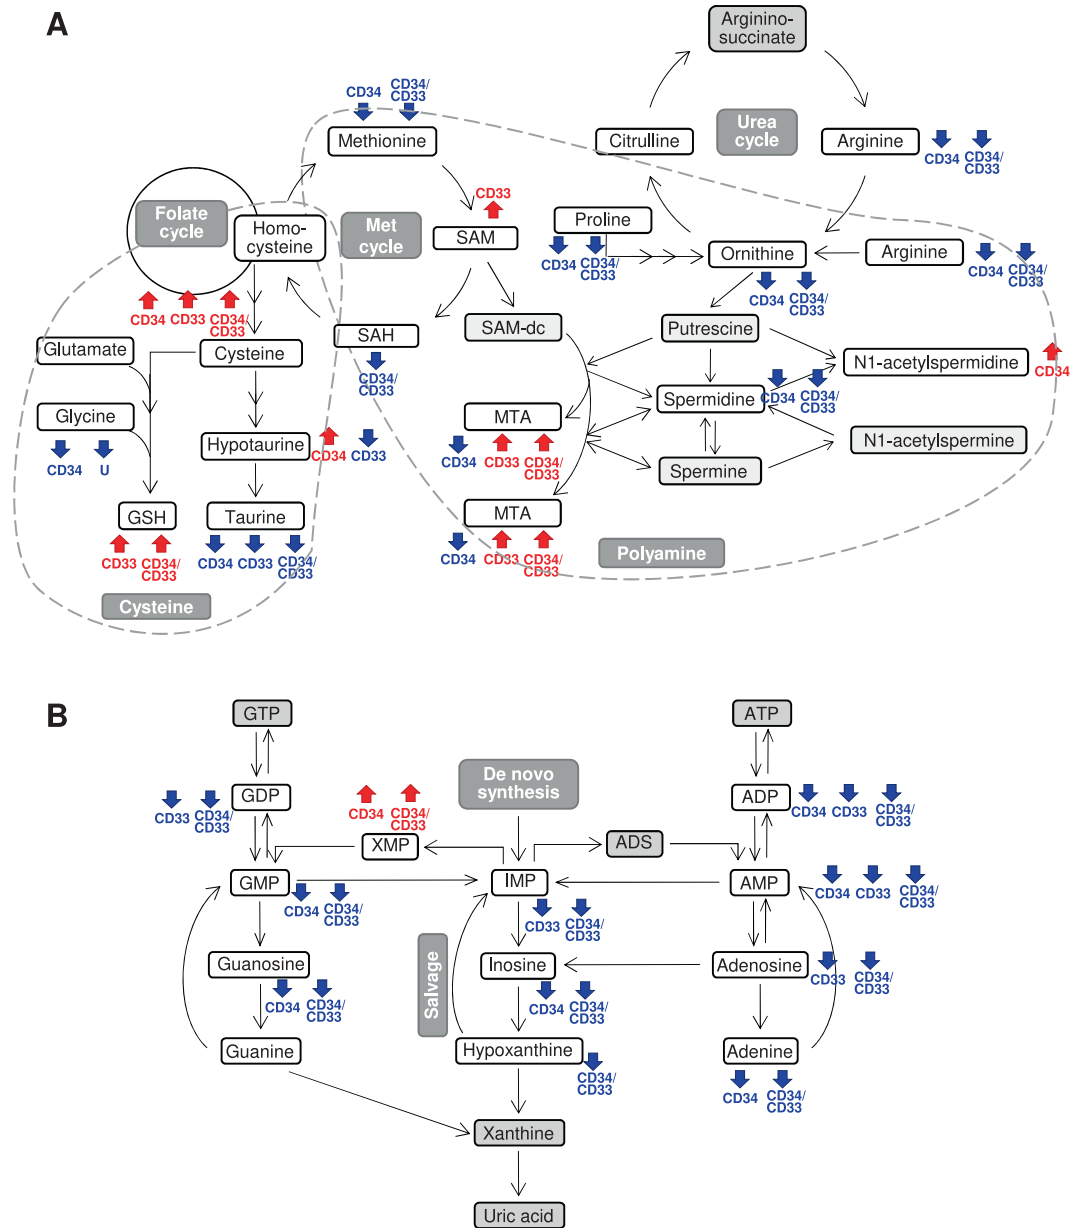 A
Arginino-
succinate
CD34
CD34/
CD33
Methionine
Citrulline
Urea
cycle
Arginine
CD34
CD34/
CD33
Folate
cycle
Homo-
cysteine
Met
cycle
CD33
SAM
Proline
CD34
CD34/
CD33
Ornithine
CD34
CD34/
CD33
Arginine
CD34
CD34/
CD33
CD34
CD33
CD34/
CD33
Glutamate
Cysteine
SAH
CD34/
CD33
SAM-dc
Putrescine
N1-acetylspermidine
CD34
Glycine
CD34
U
Hypotaurine
CD34
CD33
MTA
CD34
CD33
CD34/
CD33
Spermidine
CD34
CD34/
CD33
N1-acetylspermine
Spermine
GSH
CD33
CD34/
CD33
Taurine
CD34
CD33
CD34/
CD33
MTA
CD34
CD33
CD34/
CD33
Polyamine
Cysteine
B
GTP
ATP
De novo
synthesis
GDP
CD33
CD34/
CD33
CD34
CD34/
CD33
XMP
ADS
ADP
CD34
CD33
CD34/
CD33
GMP
CD34
CD34/
CD33
IMP
CD33
CD34/
CD33
AMP
CD34
CD33
CD34/
CD33
Salvage
Guanosine
CD34
CD34/
CD33
Inosine
CD34
CD34/
CD33
Adenosine
CD33
CD34/
CD33
Guanine
Hypoxanthine
CD34/
CD33
Adenine
CD34
CD34/
CD33
Xanthine
Uric acid